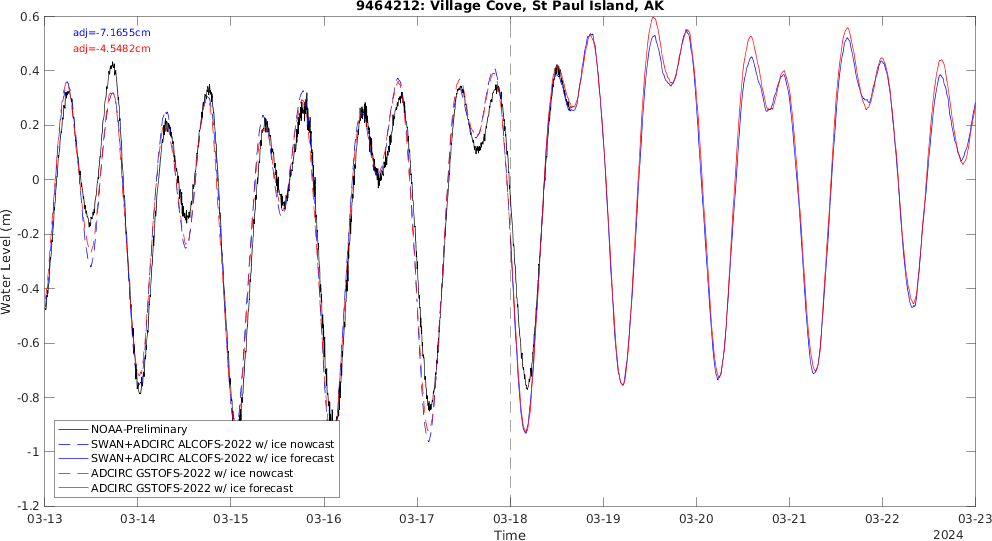 9464212: Village Cove, St Paul Island, AK
adj=-7.1655cm
adj=-4.5482cm
0.6
0.4
0.2
0
-0.2
-0.4
-0.6
-0.8
-1
-1.2
Water Level (m)
NOAA-Preliminary
SWAN+ADCIRC ALCOFS-2022 w/ ice nowcast
SWAN+ADCIRC ALCOFS-2022 w/ ice forecast
ADCIRC GSTOFS-2022 w/ ice nowcast
ADCIRC GSTOFS-2022 w/ ice forecast
03-13 03-14 03-15 03-16 03-17 03-18 03-19 03-20 03-21 03-22 03-23
Time
2024